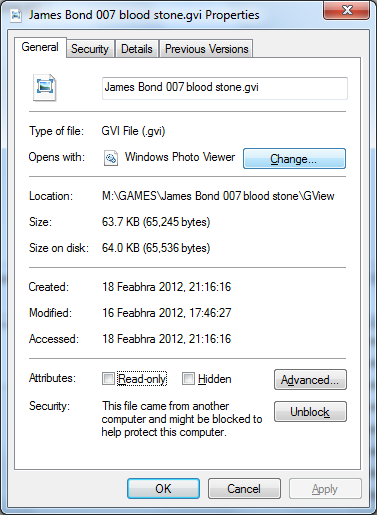 James Bond 007 blood stone.gvi Properties
General Security Details Previous Versions
James Bond 007 blood stone.gvi
Type of file: GVI File (.gvi)
Opens with: Windows Photo Viewer Change...
Location: M:\GAMES\James Bond 007 blood stone\GView
Size: 63.7 KB (65,245 bytes)
Size on disk: 64.0 KB (65,536 bytes)
Created: 18 Feabhra 2012, 21:16:16
Modified: 16 Feabhra 2012, 17:46:27
Accessed: 18 Feabhra 2012, 21:16:16
Attributes: Read-only Hidden Advanced...
Security: This file came from another
computer and might be blocked to
help protect this computer.
Unblock
OK Cancel Apply